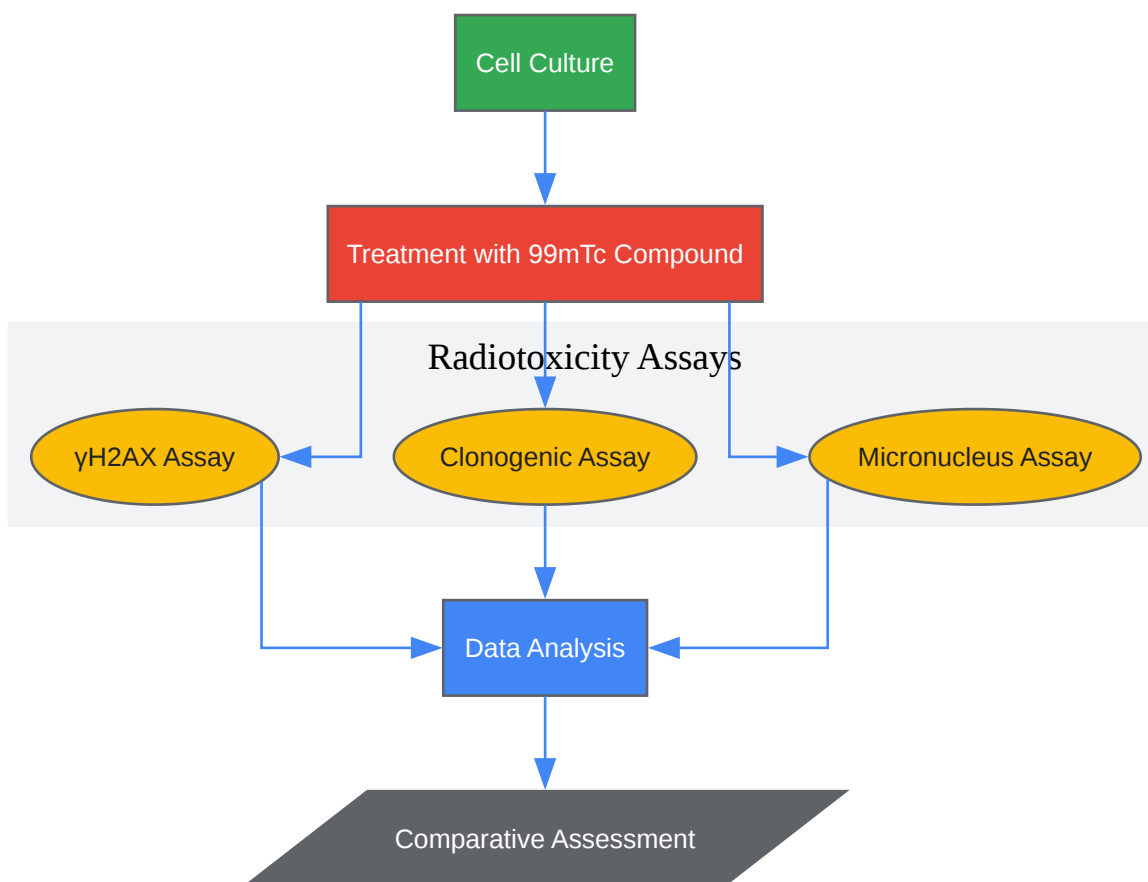 Cell Culture
Treatment with 99mTc Compound
Radiotoxicity Assays
γH2AX Assay
Clonogenic Assay
Micronucleus Assay
Data Analysis
Comparative Assessment